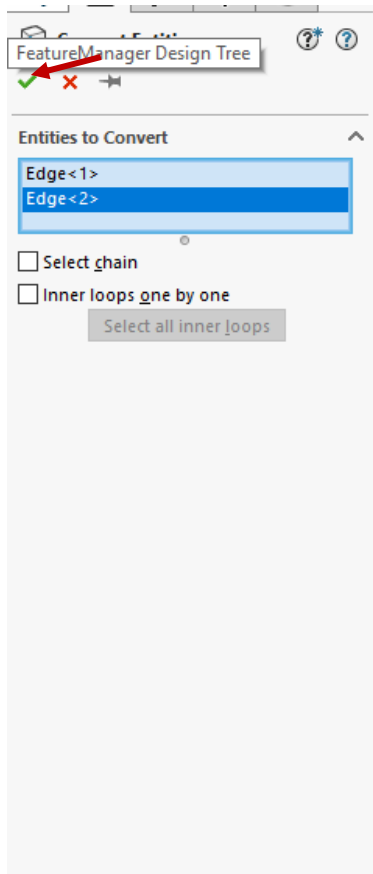 FeatureManager Design Tree
Entities to Convert
Edge<1>
Edge<2>
Select chain
Inner loops one by one
Select all inner loops